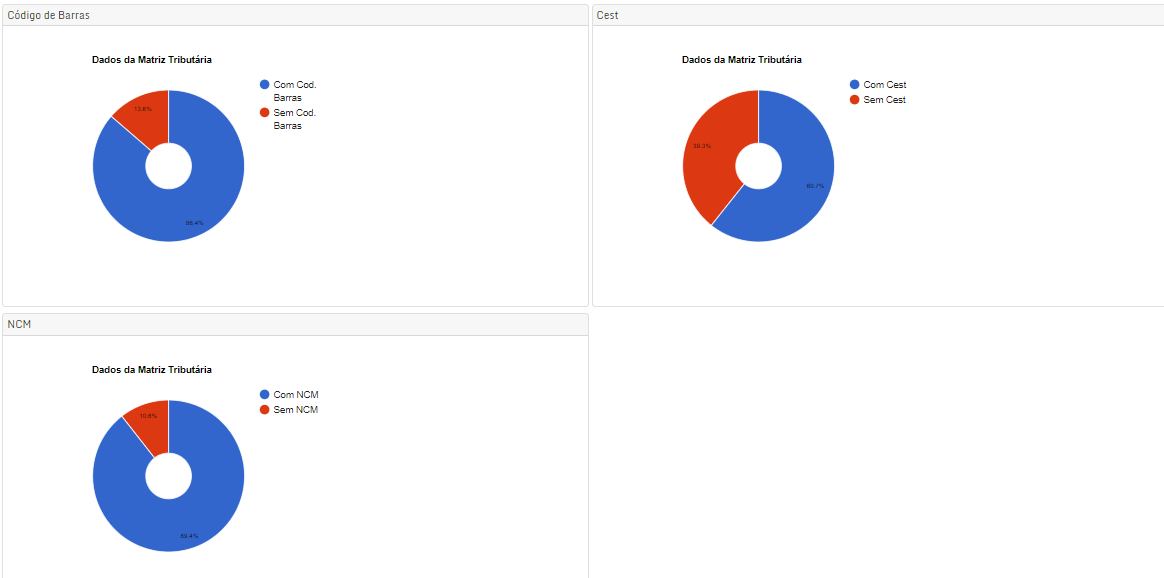 Código de Barras
Dados da Matriz Tributária
Com Cod.
Barras
Sem Cod.
Barras
13.6%
86.4%
Cest
Dados da Matriz Tributária
Com Cest
Sem Cest
39.3%
60.7%
NCM
Dados da Matriz Tributária
Com NCM
Sem NCM
10.6%
89.4%